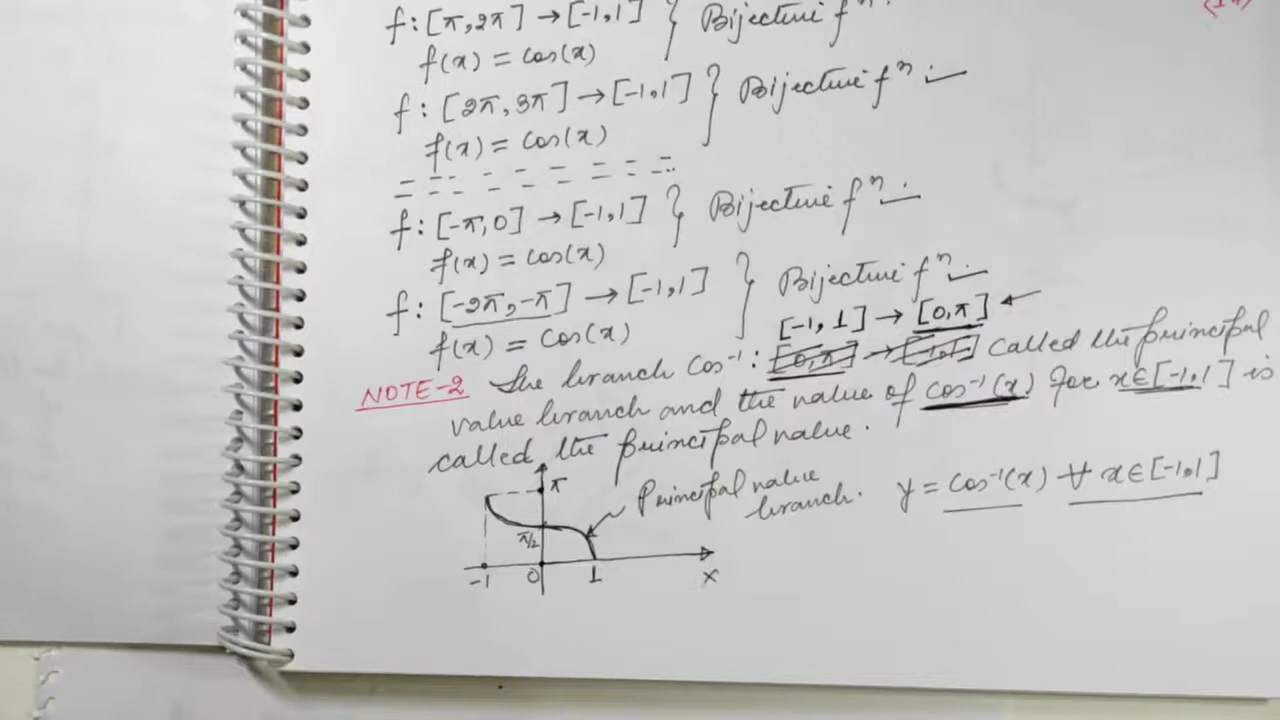 f : [π, 2π] → [-1, 1] } Bijective fⁿ.
f(x) = cos(x)
f : [2π, 3π] → [-1, 1] } Bijective fⁿ.
f(x) = cos(x)
f : [-π, 0] → [-1, 1] } Bijective fⁿ.
f(x) = cos(x)
f : [-2π, -π] → [-1, 1] } Bijective fⁿ.
f(x) = cos(x)
[-1, 1] → [0, π] ←
NOTE-2 The branch cos⁻¹ : [0, π] → [-1, 1] called the principal
value branch and the value of cos⁻¹(x) for x∈[-1, 1] is
called the principal value.
π
Principal value
branch.
y = cos⁻¹(x) ∀ x∈[-1, 1]
π/2
-1 0 1 X